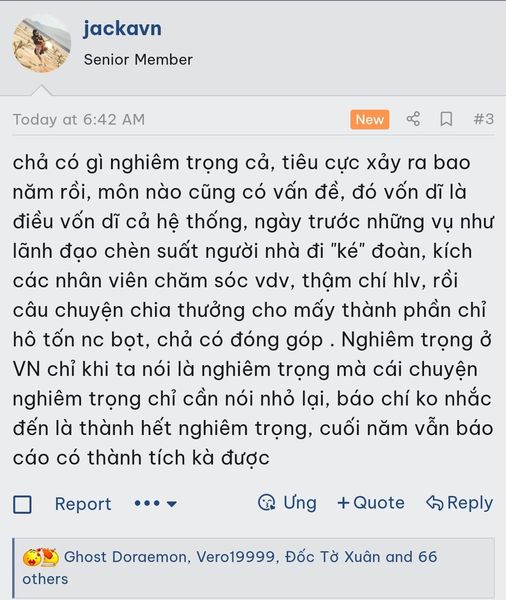 jackavn
Senior Member
Today at 6:42 AM
New
#3
chả có gì nghiêm trọng cả, tiêu cực xảy ra bao
năm rồi, môn nào cũng có vấn đề, đó vốn dĩ là
điều vốn dĩ cả hệ thống, ngày trước những vụ như
lãnh đạo chèn suất người nhà đi "ké" đoàn, kích
các nhân viên chăm sóc vdv, thậm chí hlv, rồi
câu chuyện chia thưởng cho mấy thành phần chỉ
hô tốn nc bọt, chả có đóng góp . Nghiêm trọng ở
VN chỉ khi ta nói là nghiêm trọng mà cái chuyện
nghiêm trọng chỉ cần nói nhỏ lại, báo chí ko nhắc
đến là thành hết nghiêm trọng, cuối năm vẫn báo
cáo có thành tích kà được
Report
Ưng
+Quote
Reply
Ghost Doraemon, Vero19999, Đốc Tờ Xuân and 66
others